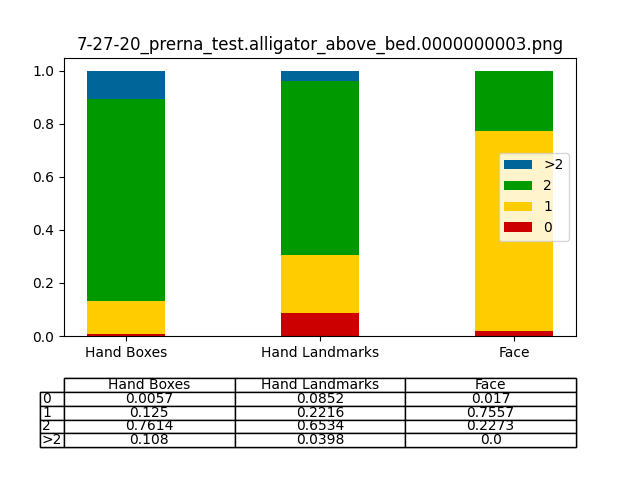 7-27-20_prerna_test.alligator_above_bed.0000000003.png
1.0
0.8
0.6
0.4
0.2
0.0
>2
2
1
0
Hand Boxes Hand Landmarks Face
Hand Boxes Hand Landmarks Face
0 0.0057 0.0852 0.017
1 0.125 0.2216 0.7557
2 0.7614 0.6534 0.2273
>2 0.108 0.0398 0.0